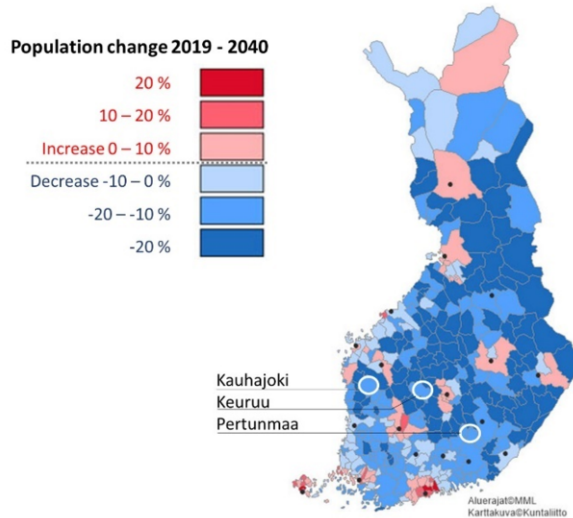 Population change 2019 - 2040
20 %
10 – 20 %
Increase 0 – 10 %
Decrease -10 – 0 %
-20 – -10 %
-20 %
Kauhajoki
Keuruu
Pertunmaa
Aluerajat©MML
Karttakuva©Kuntaliitto